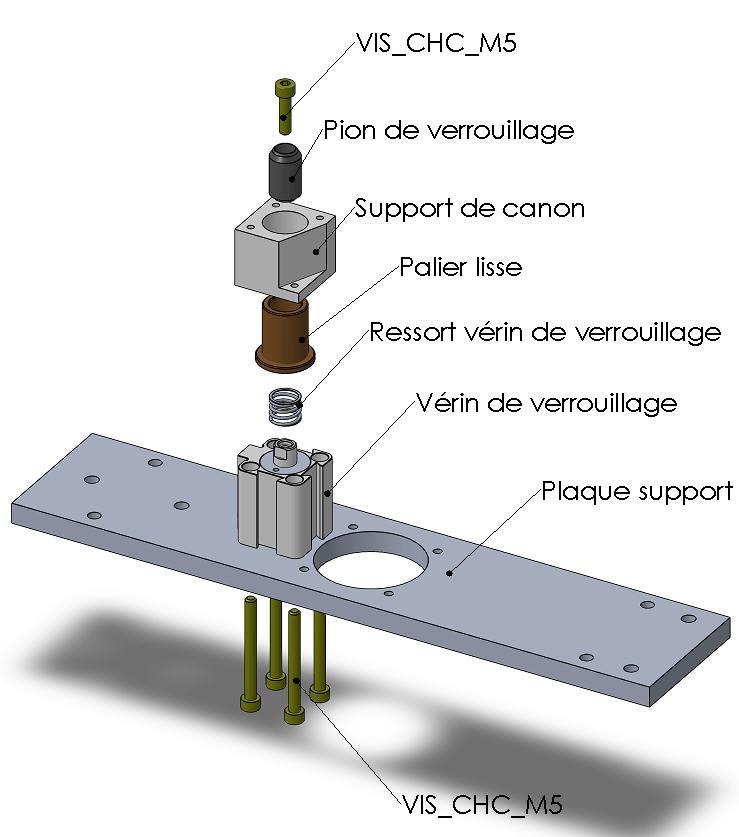 VIS_CHC_M5
Pion de verrouillage
Support de canon
Palier lisse
Ressort vérin de verrouillage
Vérin de verrouillage
Plaque support
VIS_CHC_M5